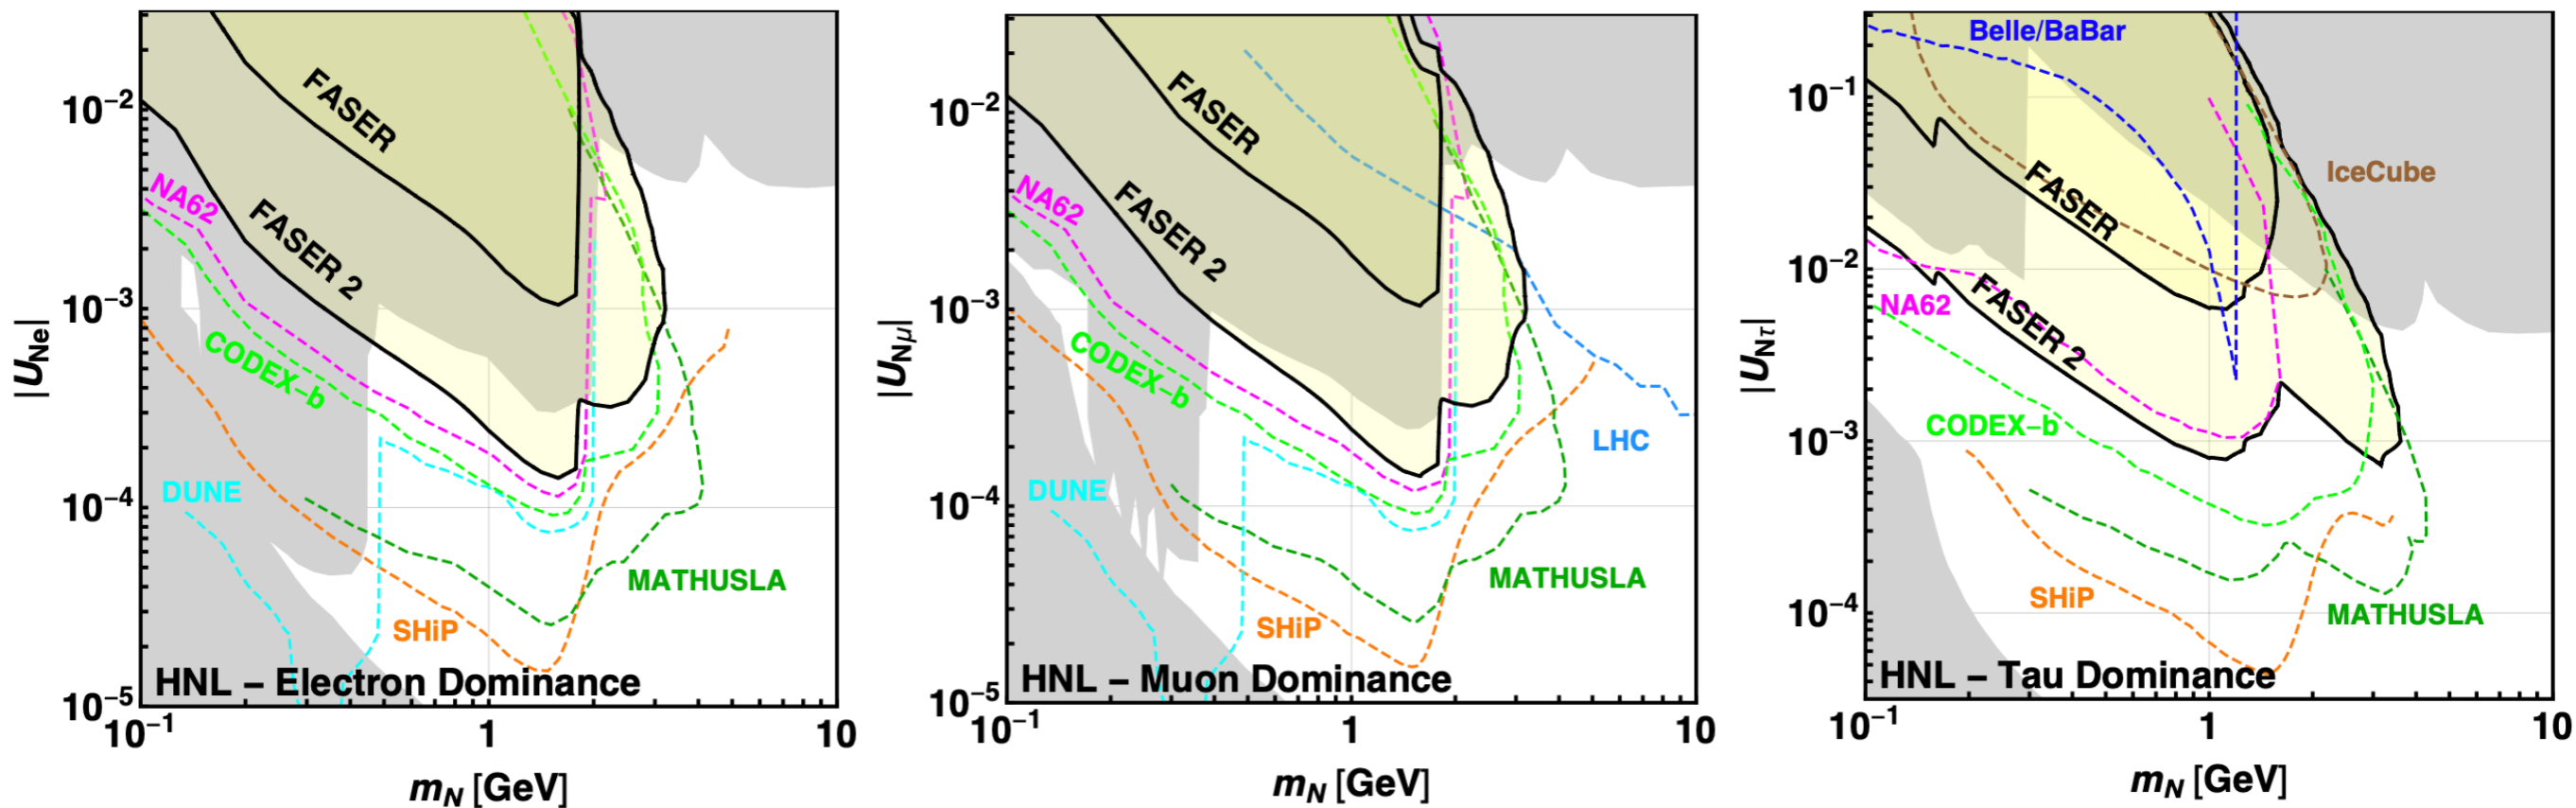 |U_Ne|
10⁻²
10⁻³
10⁻⁴
10⁻⁵
FASER
FASER 2
NA62
CODEX−b
DUNE
SHiP
MATHUSLA
HNL − Electron Dominance
10⁻¹
1
10
m_N [GeV]
|U_Nμ|
10⁻²
10⁻³
10⁻⁴
10⁻⁵
FASER
FASER 2
NA62
CODEX−b
LHC
DUNE
SHiP
MATHUSLA
HNL − Muon Dominance
10⁻¹
1
10
m_N [GeV]
|U_Nτ|
10⁻¹
10⁻²
10⁻³
10⁻⁴
Belle/BaBar
IceCube
FASER
NA62
FASER 2
CODEX−b
SHiP
MATHUSLA
HNL − Tau Dominance
10⁻¹
1
10
m_N [GeV]